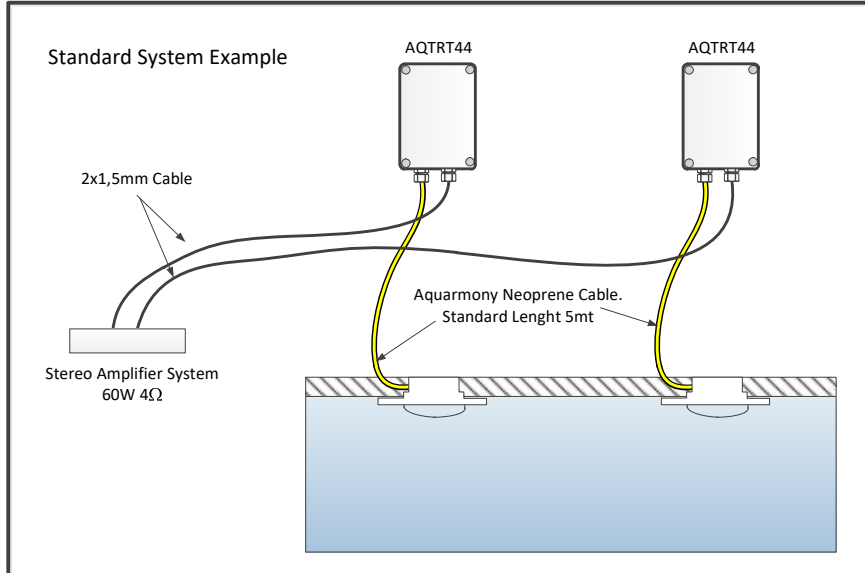 Standard System Example
AQTRT44
AQTRT44
2x1,5mm Cable
Aquarmony Neoprene Cable.
Standard Lenght 5mt
Stereo Amplifier System
60W 4Ω